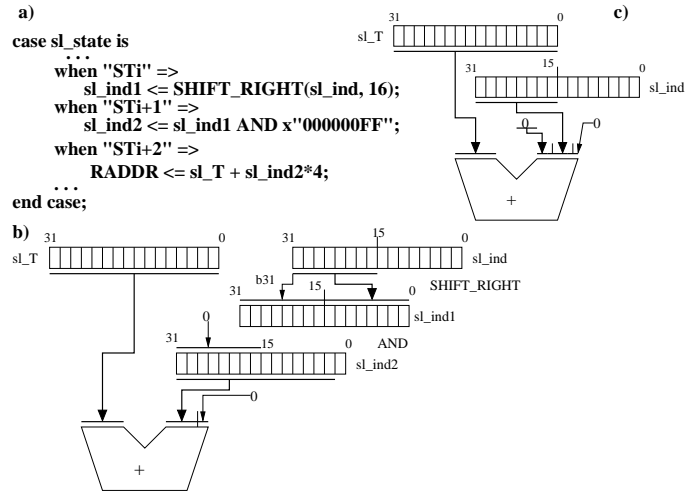 a)
case sl_state is
. . .
when "STi" =>
sl_ind1 <= SHIFT_RIGHT(sl_ind, 16);
when "STi+1" =>
sl_ind2 <= sl_ind1 AND x"000000FF";
when "STi+2" =>
RADDR <= sl_T + sl_ind2*4;
. . .
end case;
c)
31 0
sl_T
31 15 0
sl_ind
0 0
+
b)
31 0
sl_T
31 15 0
sl_ind
b31 SHIFT_RIGHT
31 15 0
sl_ind1
0 AND
31 15 0
sl_ind2
0
+